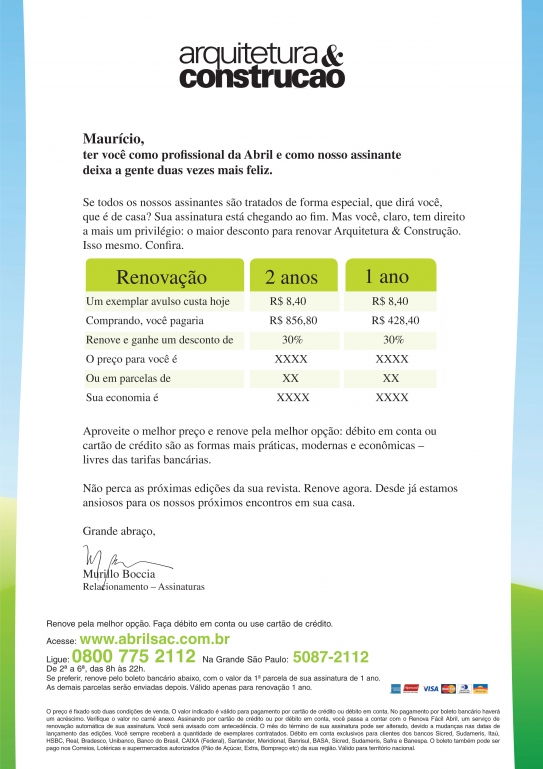 arquitetura&
construcao
Maurício,
ter você como profissional da Abril e como nosso assinante
deixa a gente duas vezes mais feliz.
Se todos os nossos assinantes são tratados de forma especial, que dirá você,
que é de casa? Sua assinatura está chegando ao fim. Mas você, claro, tem direito
a mais um privilégio: o maior desconto para renovar Arquitetura & Construção.
Isso mesmo. Confira.
Renovação 2 anos 1 ano
Um exemplar avulso custa hoje R$ 8,40 R$ 8,40
Comprando, você pagaria R$ 856,80 R$ 428,40
Renove e ganhe um desconto de 30% 30%
O preço para você é XXXX XXXX
Ou em parcelas de XX XX
Sua economia é XXXX XXXX
Aproveite o melhor preço e renove pela melhor opção: débito em conta ou
cartão de crédito são as formas mais práticas, modernas e econômicas –
livres das tarifas bancárias.
Não perca as próximas edições da sua revista. Renove agora. Desde já estamos
ansiosos para os nossos próximos encontros em sua casa.
Grande abraço,
Murillo Boccia
Relacionamento – Assinaturas
Renove pela melhor opção. Faça débito em conta ou use cartão de crédito.
Acesse: www.abrilsac.com.br
Ligue: 0800 775 2112 Na Grande São Paulo: 5087-2112
De 2ª a 6ª, das 8h às 22h.
Se preferir, renove pelo boleto bancário abaixo, com o valor da 1ª parcela de sua assinatura de 1 ano.
As demais parcelas serão enviadas depois. Válido apenas para renovação 1 ano.
VISA
O preço é fixado sob duas condições de venda. O valor indicado é válido para pagamento por cartão de crédito ou débito em conta. No pagamento por boleto bancário haverá
um acréscimo. Verifique o valor no carnê anexo. Assinando por cartão de crédito ou por débito em conta, você passa a contar com o Renova Fácil Abril, um serviço de
renovação automática de sua assinatura. Você será avisado com antecedência. O mês do término de sua assinatura pode ser alterado, devido a mudanças nas datas de
lançamento das edições. Você sempre receberá a quantidade de exemplares contratados. Débito em conta exclusivos para clientes dos bancos Sicred, Sudameris, Itaú,
HSBC, Real, Bradesco, Unibanco, Banco do Brasil, CAIXA (Federal), Santander, Meridional, Banrisul, BASA, Sicred, Sudameris, Safra e Banespa. O boleto também pode ser
pago nos Correios, Lotéricas e supermercados autorizados (Pão de Açúcar, Extra, Bompreço etc) da sua região. Válido para território nacional.